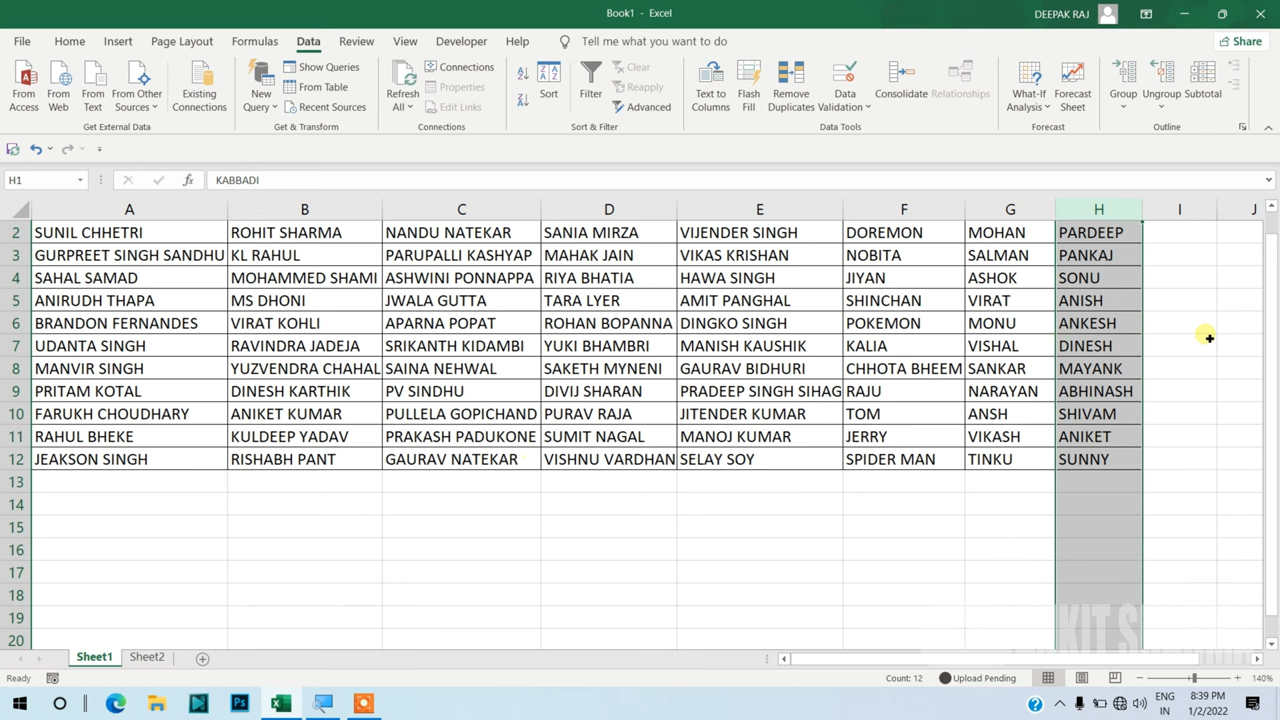 Book1 - Excel
DEEPAK RAJ
File Home Insert Page Layout Formulas Data Review View Developer Help Tell me what you want to do Share
From Access
From Web
From Text
From Other Sources
Existing Connections
Get External Data
New Query
Show Queries
From Table
Recent Sources
Get & Transform
Refresh All
Connections
Properties
Edit Links
Connections
Sort
Filter
Clear
Reapply
Advanced
Sort & Filter
Text to Columns
Flash Fill
Remove Duplicates
Data Validation
Consolidate
Relationships
Data Tools
What-If Analysis
Forecast Sheet
Forecast
Group
Ungroup
Subtotal
Outline
H1 fx KABBADI
A B C D E F G H I J
2 SUNIL CHHETRI ROHIT SHARMA NANDU NATEKAR SANIA MIRZA VIJENDER SINGH DOREMON MOHAN PARDEEP
3 GURPREET SINGH SANDHU KL RAHUL PARUPALLI KASHYAP MAHAK JAIN VIKAS KRISHAN NOBITA SALMAN PANKAJ
4 SAHAL SAMAD MOHAMMED SHAMI ASHWINI PONNAPPA RIYA BHATIA HAWA SINGH JIYAN ASHOK SONU
5 ANIRUDH THAPA MS DHONI JWALA GUTTA TARA LYER AMIT PANGHAL SHINCHAN VIRAT ANISH
6 BRANDON FERNANDES VIRAT KOHLI APARNA POPAT ROHAN BOPANNA DINGKO SINGH POKEMON MONU ANKESH
7 UDANTA SINGH RAVINDRA JADEJA SRIKANTH KIDAMBI YUKI BHAMBRI MANISH KAUSHIK KALIA VISHAL DINESH
8 MANVIR SINGH YUZVENDRA CHAHAL SAINA NEHWAL SAKETH MYNENI GAURAV BIDHURI CHHOTA BHEEM SANKAR MAYANK
9 PRITAM KOTAL DINESH KARTHIK PV SINDHU DIVIJ SHARAN PRADEEP SINGH SIHAG RAJU NARAYAN ABHINASH
10 FARUKH CHOUDHARY ANIKET KUMAR PULLELA GOPICHAND PURAV RAJA JITENDER KUMAR TOM ANSH SHIVAM
11 RAHUL BHEKE KULDEEP YADAV PRAKASH PADUKONE SUMIT NAGAL MANOJ KUMAR JERRY VIKASH ANIKET
12 JEAKSON SINGH RISHABH PANT GAURAV NATEKAR VISHNU VARDHAN SELAY SOY SPIDER MAN TINKU SUNNY
13
14
15
16
17
18
19
20
Sheet1 Sheet2
Ready Count: 12 Upload Pending 140%
Ps ENG 8:39 PM
IN 1/2/2022